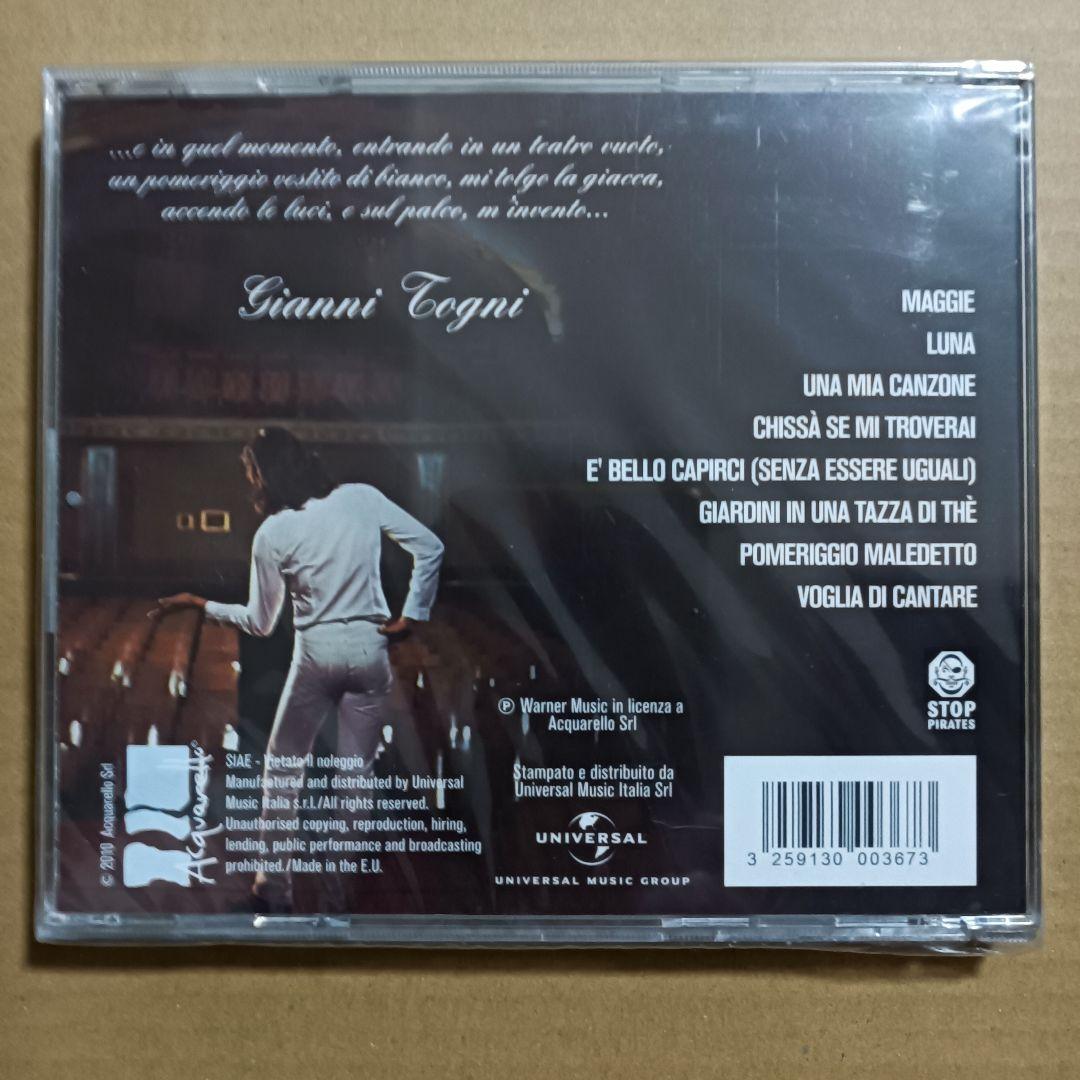 ...e in quel momento, entrando in un teatro vuoto,
un pomeriggio vestito di bianco, mi tolgo la giacca,
accendo le luci, e sul palco, m'invento...
Gianni Togni
MAGGIE
LUNA
UNA MIA CANZONE
CHISSÀ SE MI TROVERAI
E' BELLO CAPIRCI (SENZA ESSERE UGUALI)
GIARDINI IN UNA TAZZA DI THÈ
POMERIGGIO MALEDETTO
VOGLIA DI CANTARE
STOP
PIRATES
℗ Warner Music in licenza a
Acquarello Srl
Stampato e distribuito da
Universal Music Italia Srl
UNIVERSAL
UNIVERSAL MUSIC GROUP
© 2010 Acquarello Srl
Acquarello®
SIAE - Vietato il noleggio
Manufactured and distributed by Universal
Music Italia s.r.l./All rights reserved.
Unauthorised copying, reproduction, hiring,
lending, public performance and broadcasting
prohibited./Made in the E.U.
3 259130 003673